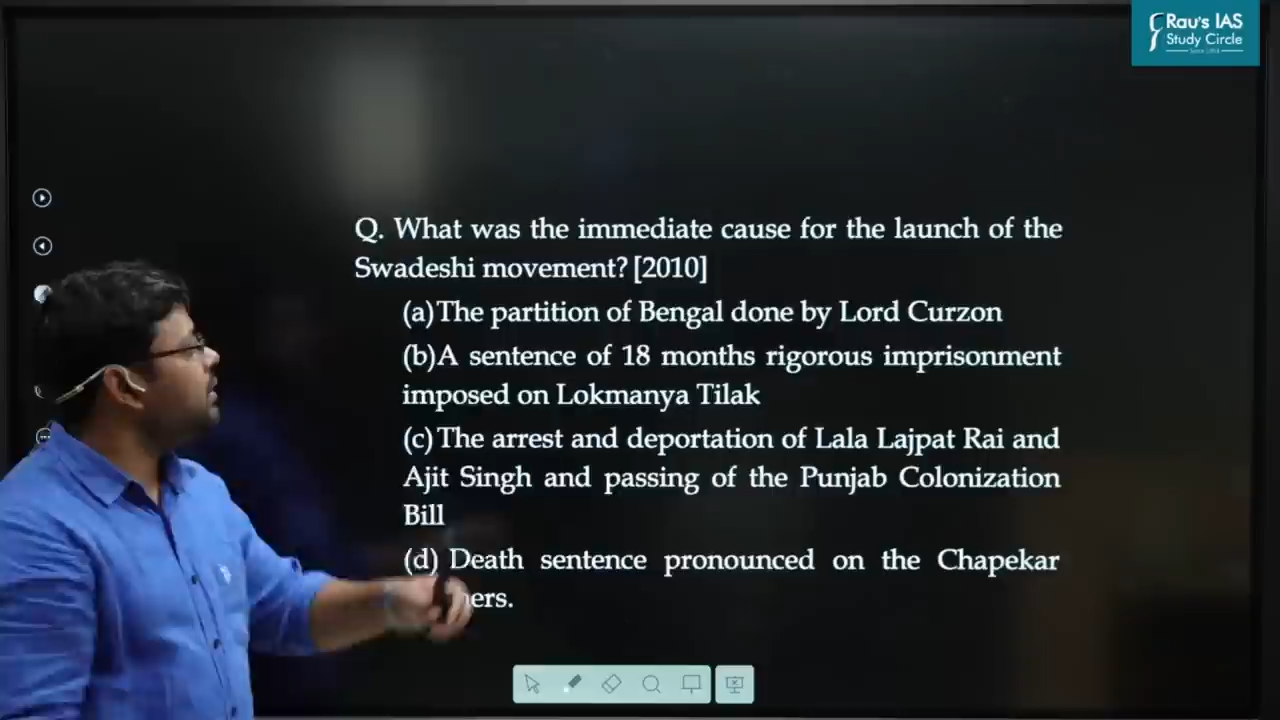 Rau's IAS
Study Circle
Q. What was the immediate cause for the launch of the
Swadeshi movement? [2010]
(a)The partition of Bengal done by Lord Curzon
(b)A sentence of 18 months rigorous imprisonment
imposed on Lokmanya Tilak
(c)The arrest and deportation of Lala Lajpat Rai and
Ajit Singh and passing of the Punjab Colonization
Bill
(d) Death sentence pronounced on the Chapekar